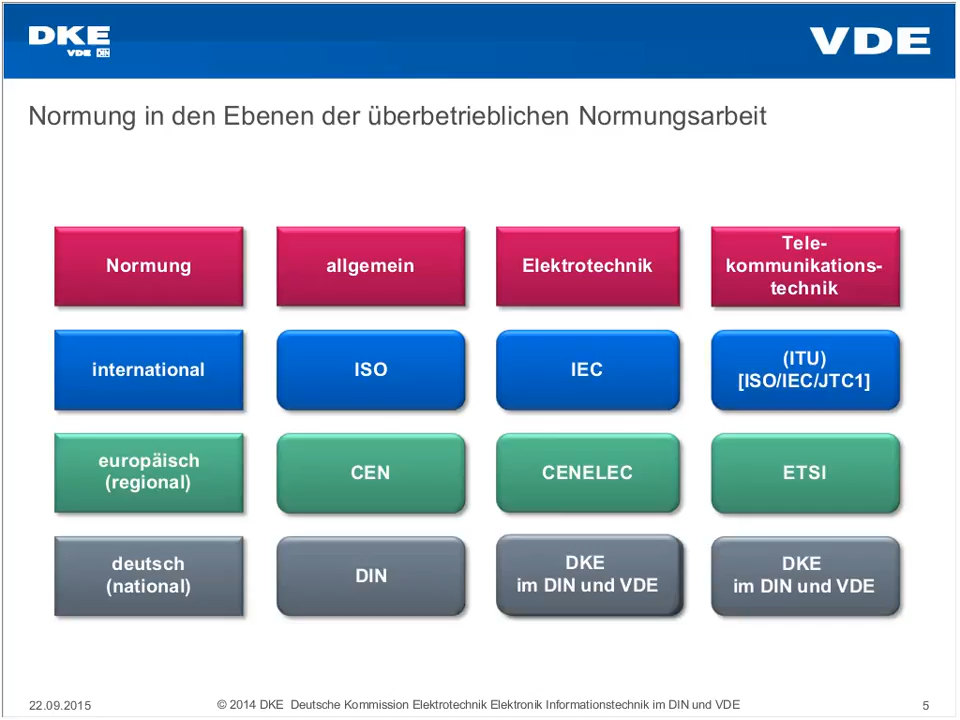 DKE
VDE DIN
VDE
Normung in den Ebenen der überbetrieblichen Normungsarbeit
Normung
allgemein
Elektrotechnik
Tele-
kommunikations-
technik
international
ISO
IEC
(ITU)
[ISO/IEC/JTC1]
europäisch
(regional)
CEN
CENELEC
ETSI
deutsch
(national)
DIN
DKE
im DIN und VDE
DKE
im DIN und VDE
22.09.2015
© 2014 DKE Deutsche Kommission Elektrotechnik Elektronik Informationstechnik im DIN und VDE
5